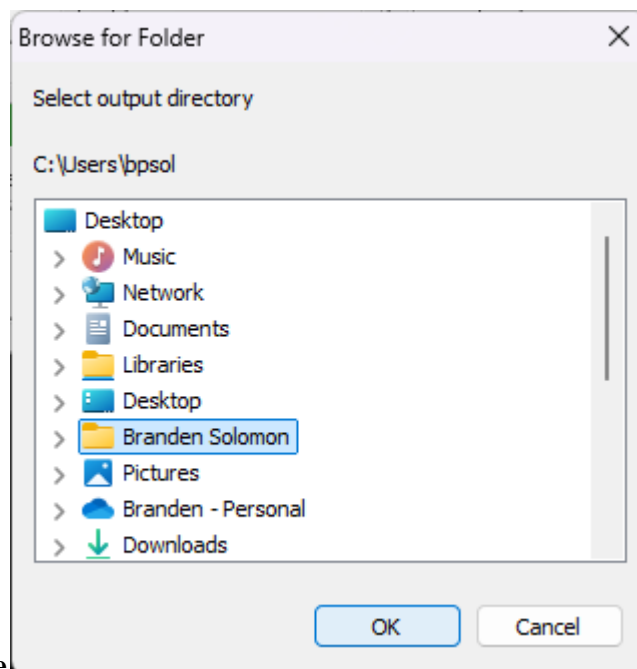 Browse for Folder
Select output directory
C:\Users\bpsol
Desktop
Music
Network
Documents
Libraries
Desktop
Branden Solomon
Pictures
Branden - Personal
Downloads
OK Cancel